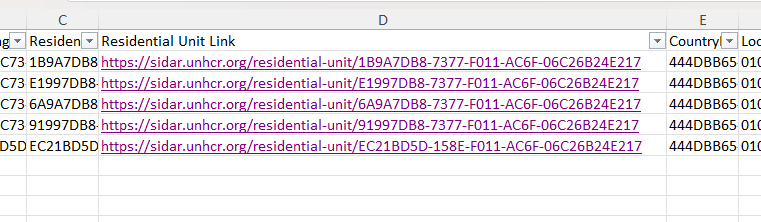 C D E
ng Residen Residential Unit Link Country Loc
C73 1B9A7DB8 https://sidar.unhcr.org/residential-unit/1B9A7DB8-7377-F011-AC6F-06C26B24E217 444DBB65 010
C73 E1997DB8 https://sidar.unhcr.org/residential-unit/E1997DB8-7377-F011-AC6F-06C26B24E217 444DBB65 010
C73 6A9A7DB8 https://sidar.unhcr.org/residential-unit/6A9A7DB8-7377-F011-AC6F-06C26B24E217 444DBB65 010
C73 91997DB8 https://sidar.unhcr.org/residential-unit/91997DB8-7377-F011-AC6F-06C26B24E217 444DBB65 010
BD5D EC21BD5D https://sidar.unhcr.org/residential-unit/EC21BD5D-158E-F011-AC6F-06C26B24E217 444DBB65 010